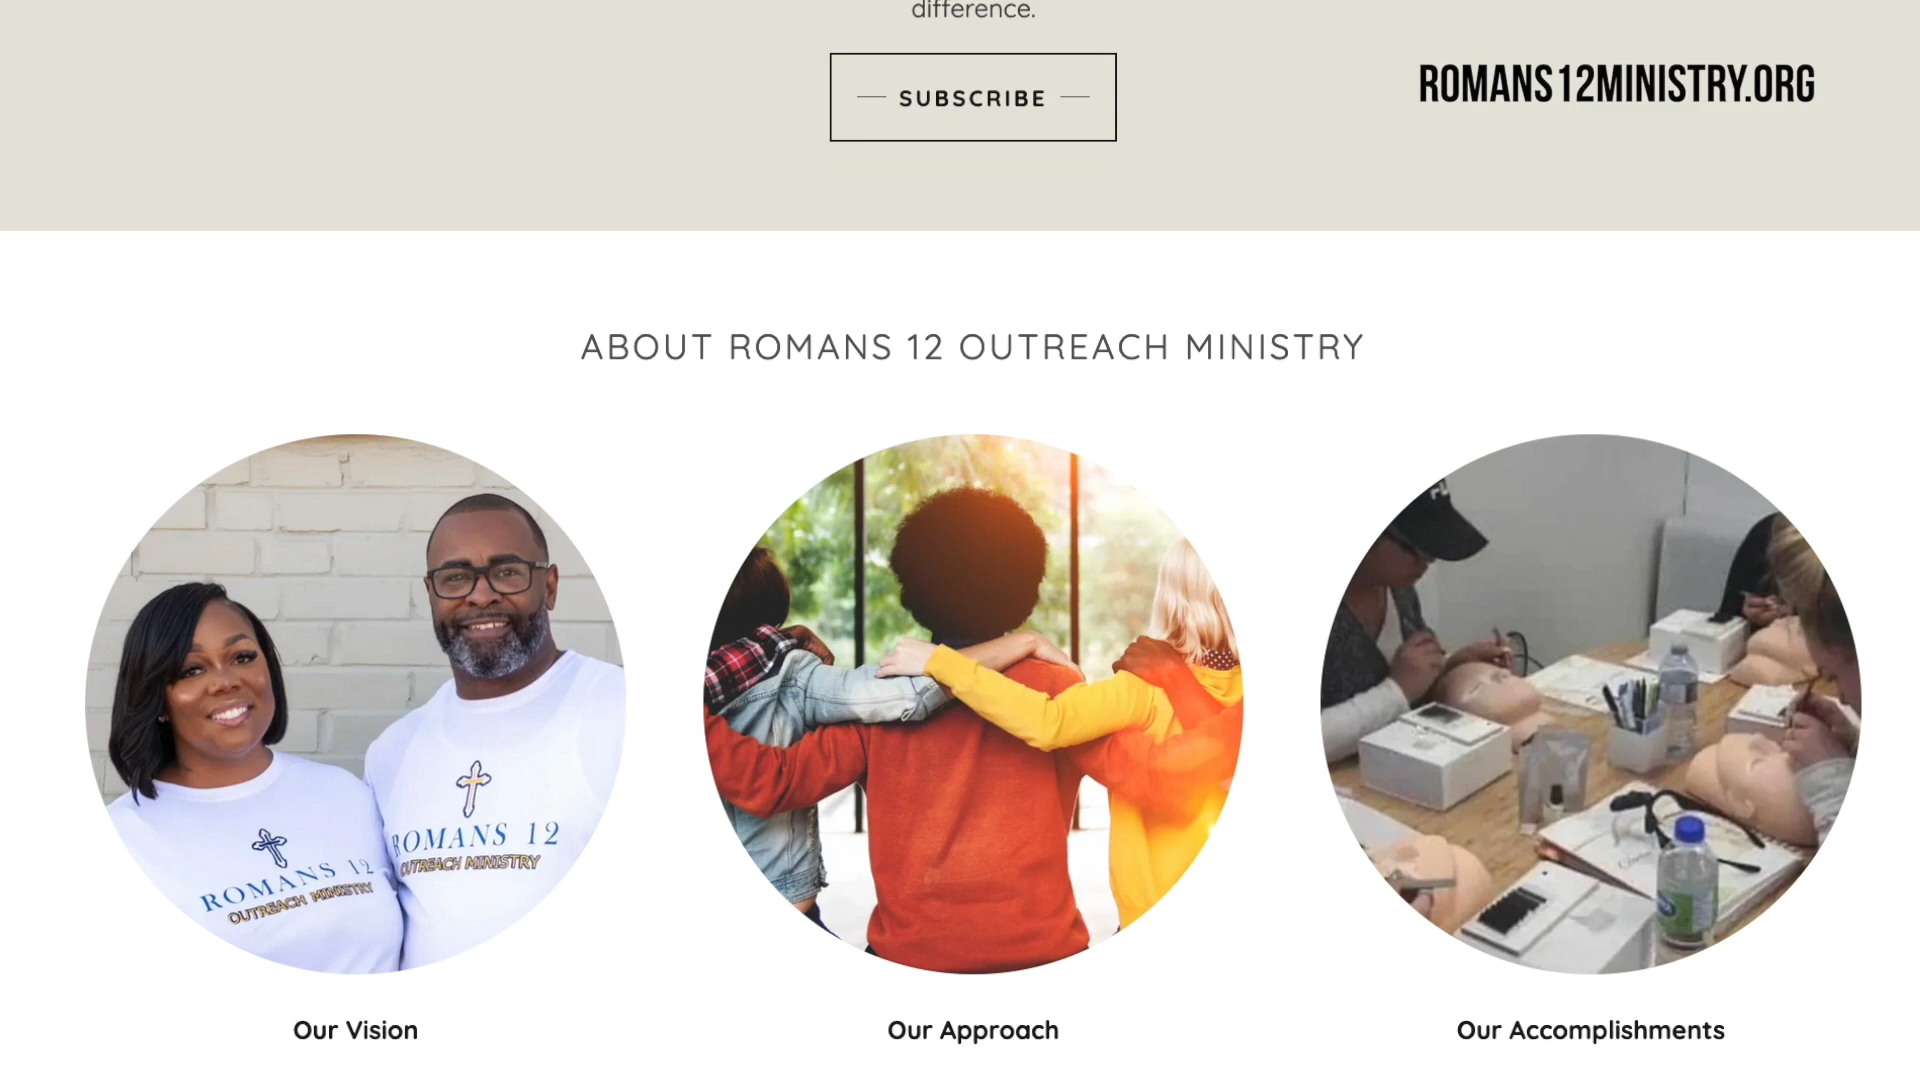 difference.
SUBSCRIBE
ROMANS12MINISTRY.ORG
ABOUT ROMANS 12 OUTREACH MINISTRY
ROMANS 12
OUTREACH MINISTRY
ROMANS 12
OUTREACH MINISTRY
Our Vision
Our Approach
Our Accomplishments